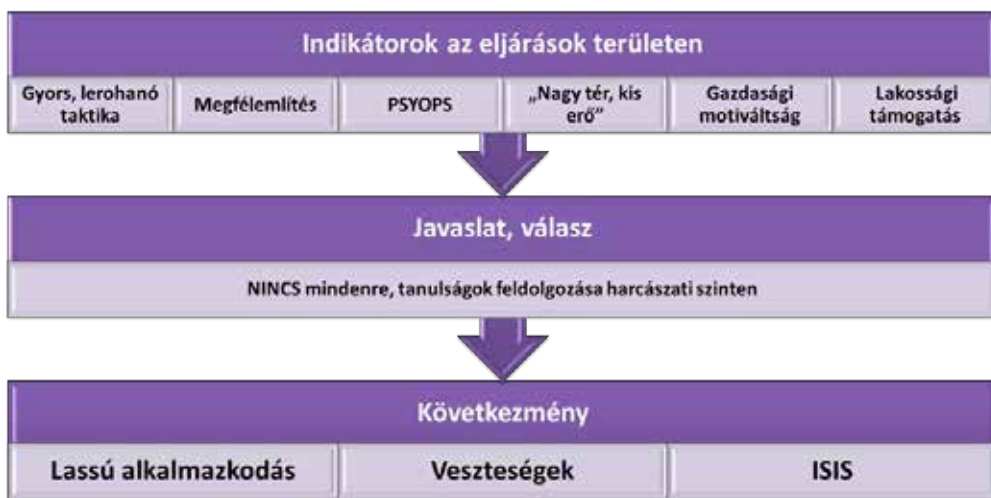 Indikátorok az eljárások területen
Gyors, lerohanó
taktika
Megfélemlítés
PSYOPS
„Nagy tér, kis
erő”
Gazdasági
motiváltság
Lakossági
támogatás
Javaslat, válasz
NINCS mindenre, tanulságok feldolgozása harcászati szinten
Következmény
Lassú alkalmazkodás
Veszteségek
ISIS